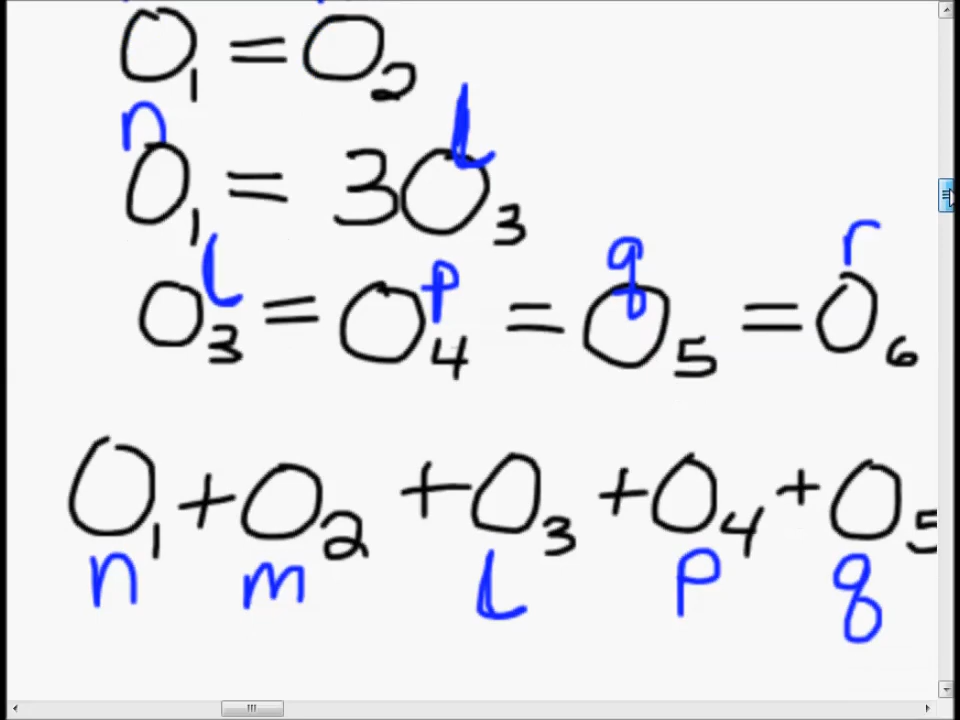 O₁ = O₂
n l
O₁ = 3O₃
l p q r
O₃ = O₄ = O₅ = O₆
O₁ + O₂ + O₃ + O₄ + O₅
n m l p q